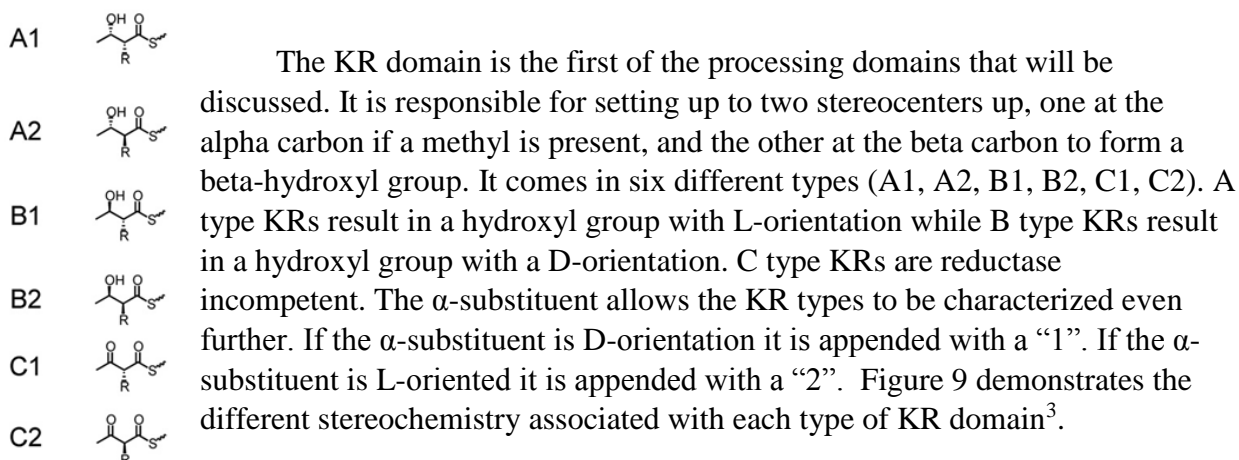 A1
OH O
S
R
The KR domain is the first of the processing domains that will be
discussed. It is responsible for setting up to two stereocenters up, one at the
A2
OH O
S
R
alpha carbon if a methyl is present, and the other at the beta carbon to form a
beta-hydroxyl group. It comes in six different types (A1, A2, B1, B2, C1, C2). A
B1
OH O
S
R
type KRs result in a hydroxyl group with L-orientation while B type KRs result
in a hydroxyl group with a D-orientation. C type KRs are reductase
B2
OH O
S
R
incompetent. The α-substituent allows the KR types to be characterized even
further. If the α-substituent is D-orientation it is appended with a “1”. If the α-
C1
O O
S
R
substituent is L-oriented it is appended with a “2”.  Figure 9 demonstrates the
different stereochemistry associated with each type of KR domain³.
C2
O O
S
R